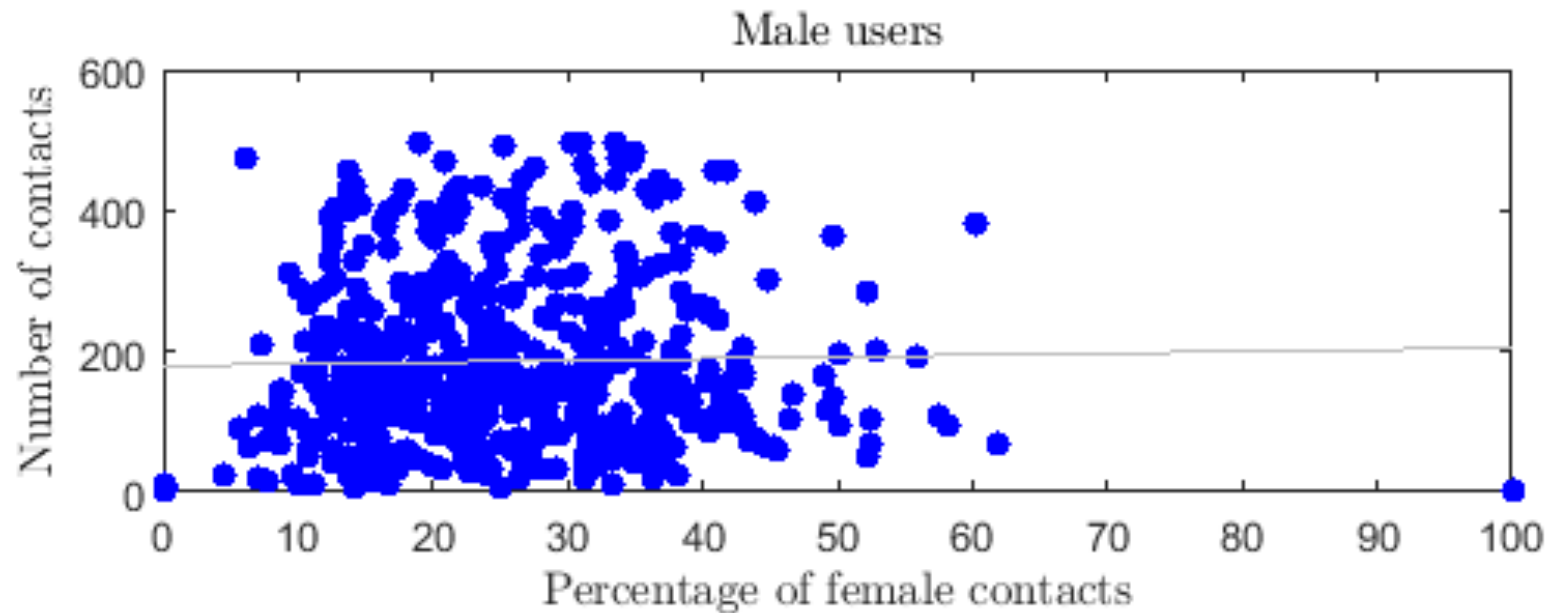 Male users
Number of contacts
600
400
200
0
0 10 20 30 40 50 60 70 80 90 100
Percentage of female contacts